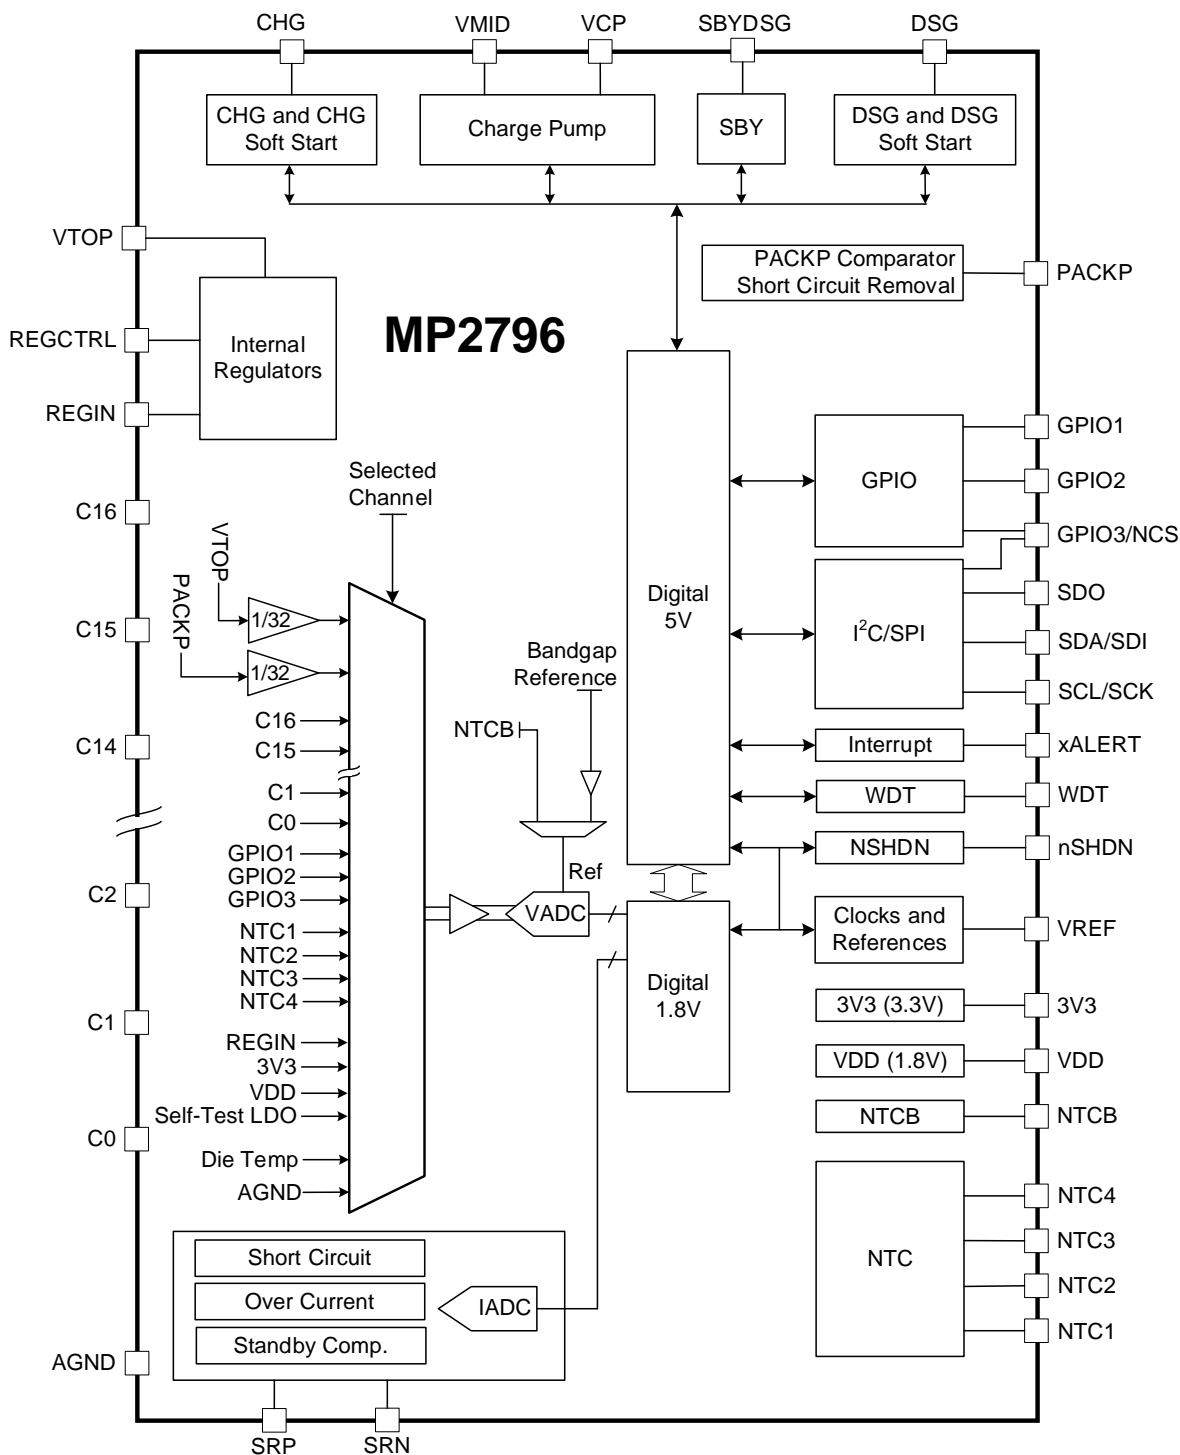 CHG
VMID
VCP
SBYDSG
DSG
CHG and CHG
Soft Start
Charge Pump
SBY
DSG and DSG
Soft Start
VTOP
REGCTRL
REGIN
Internal
Regulators
MP2796
PACKP Comparator
Short Circuit Removal
PACKP
C16
C15
C14
C2
C1
C0
AGND
Selected
Channel
VTOP
PACKP
1/32
1/32
C16
C15
C1
C0
GPIO1
GPIO2
GPIO3
NTC1
NTC2
NTC3
NTC4
REGIN
3V3
VDD
Self-Test LDO
Die Temp
AGND
Bandgap
Reference
NTCB
Ref
VADC
Digital
5V
Digital
1.8V
GPIO
GPIO1
GPIO2
GPIO3/NCS
I²C/SPI
SDO
SDA/SDI
SCL/SCK
Interrupt
xALERT
WDT
WDT
NSHDN
nSHDN
Clocks and
References
VREF
3V3 (3.3V)
3V3
VDD (1.8V)
VDD
NTCB
NTCB
NTC
NTC4
NTC3
NTC2
NTC1
Short Circuit
Over Current
Standby Comp.
IADC
SRP
SRN